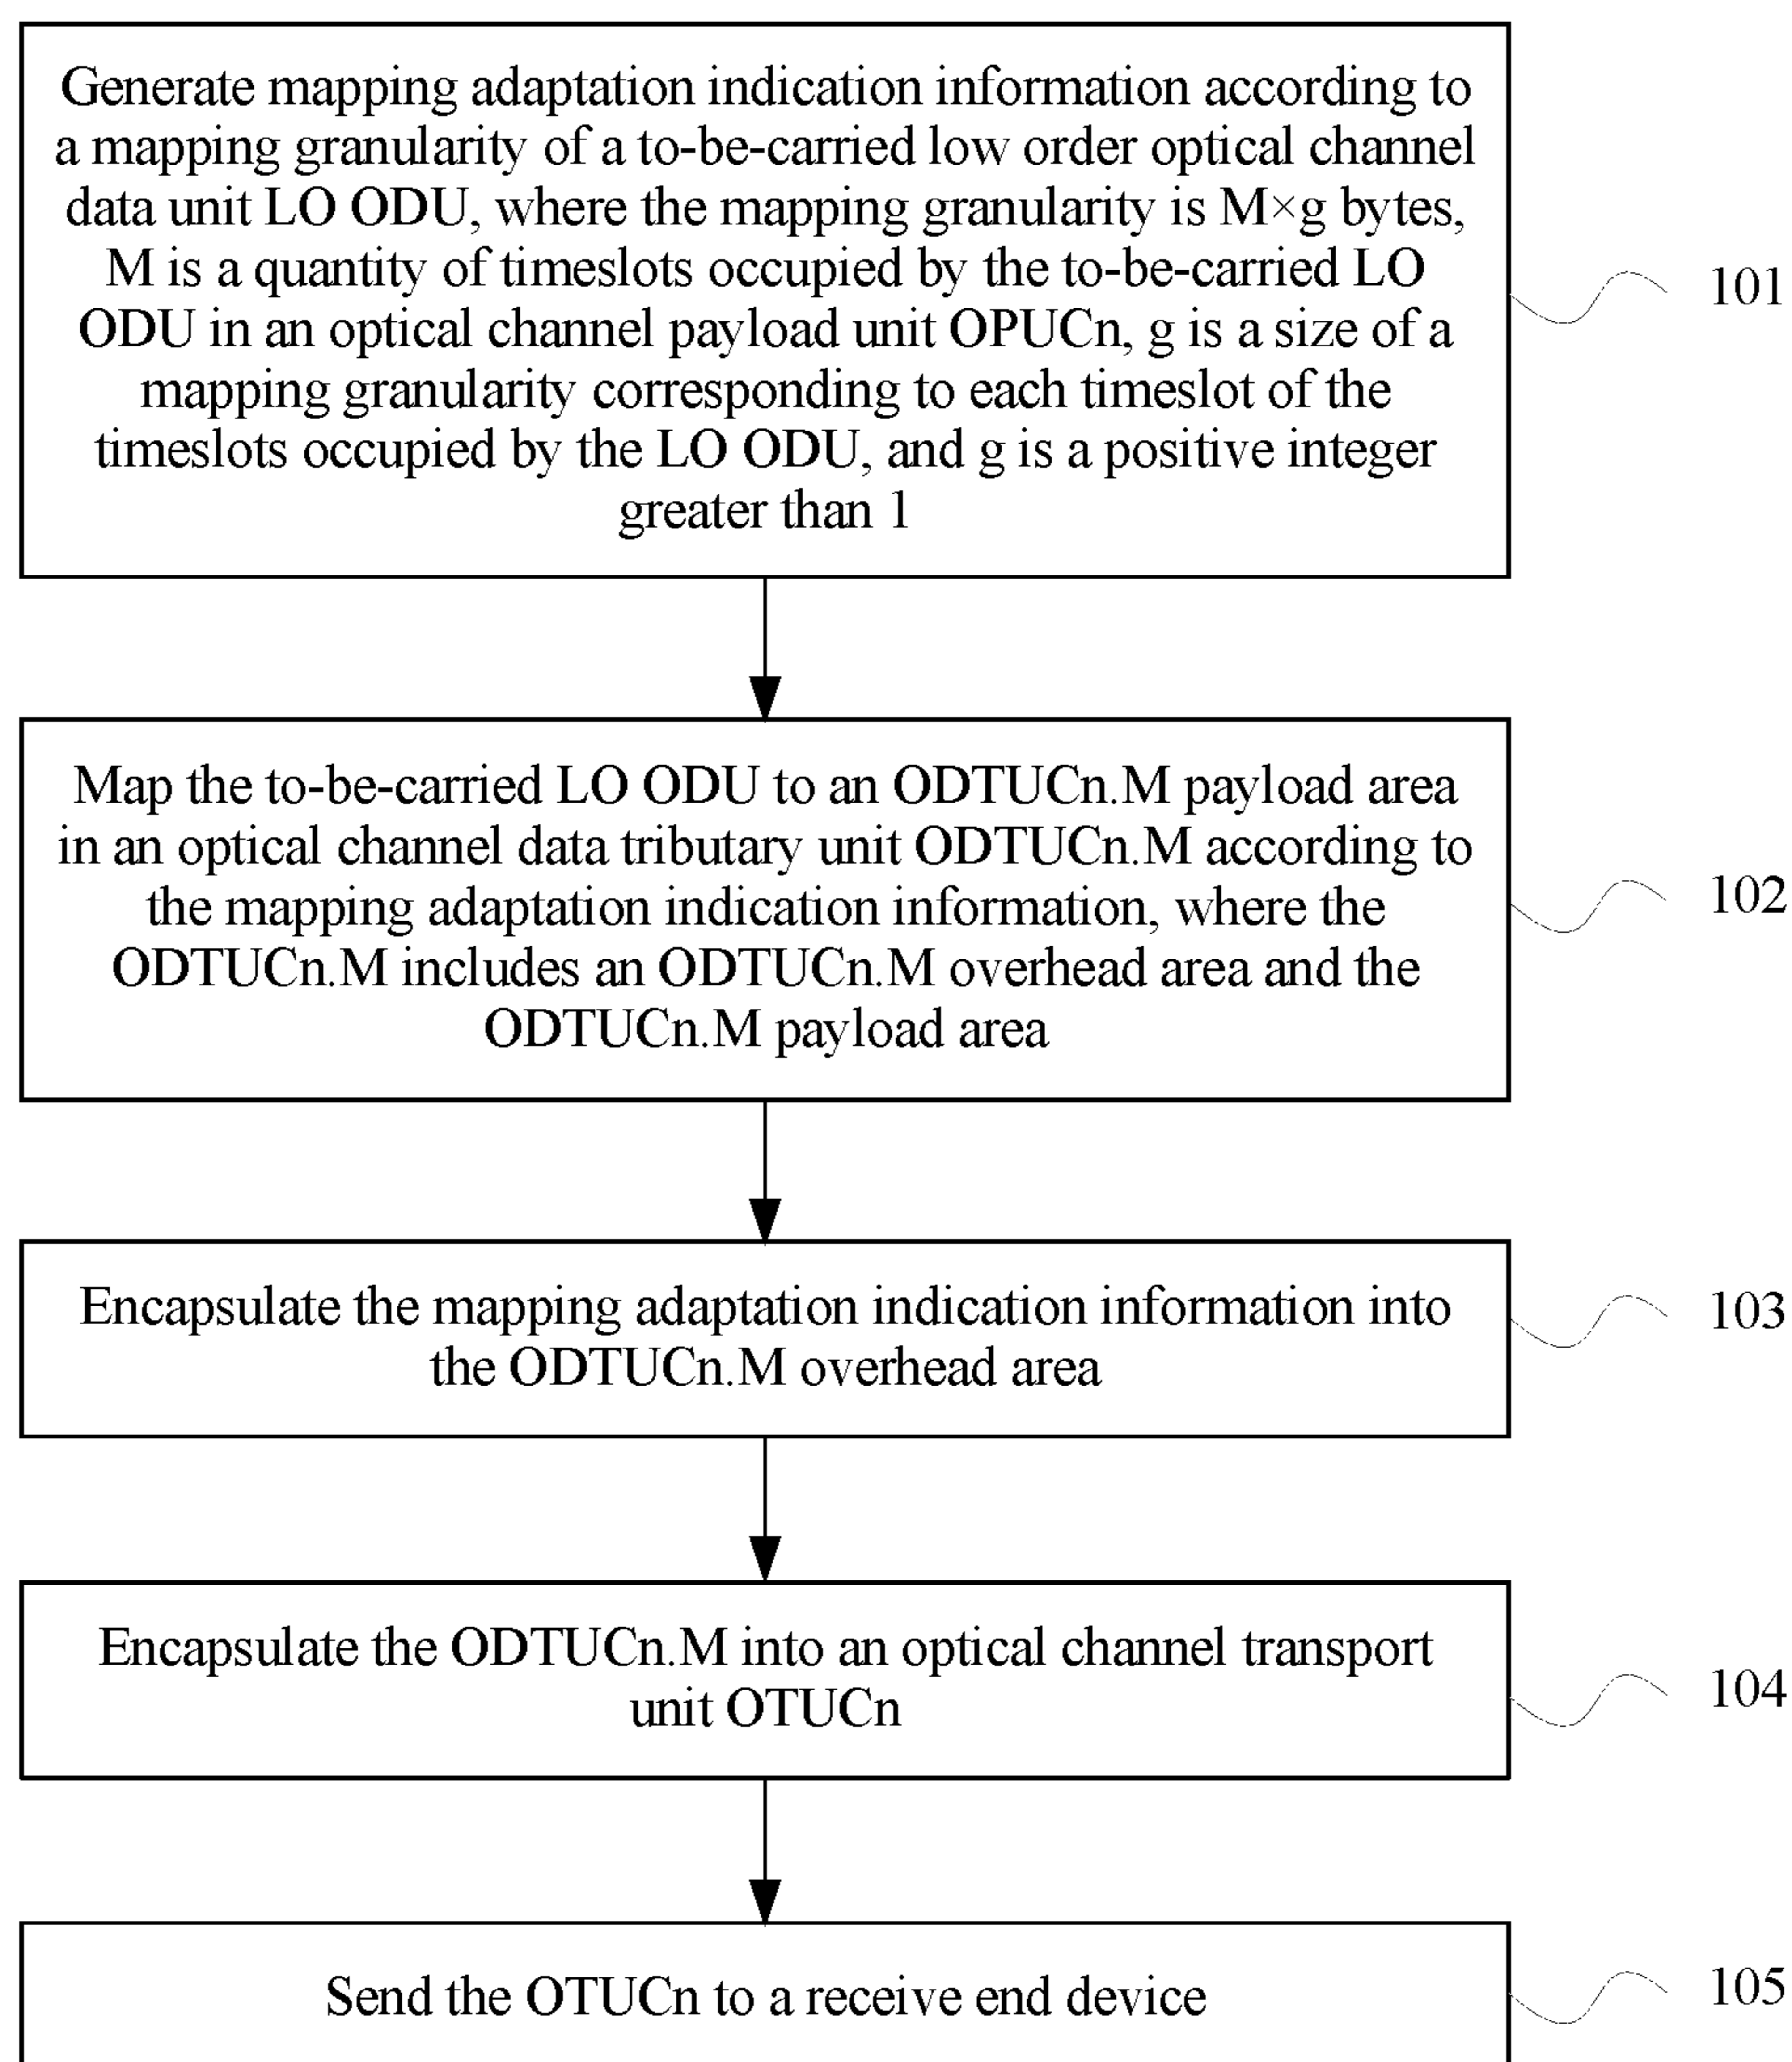 Generate mapping adaptation indication information according to
a mapping granularity of a to-be-carried low order optical channel
data unit LO ODU, where the mapping granularity is M×g bytes,
M is a quantity of timeslots occupied by the to-be-carried LO
ODU in an optical channel payload unit OPUCn, g is a size of a
mapping granularity corresponding to each timeslot of the
timeslots occupied by the LO ODU, and g is a positive integer
greater than 1
101
Map the to-be-carried LO ODU to an ODTUCn.M payload area
in an optical channel data tributary unit ODTUCn.M according to
the mapping adaptation indication information, where the
ODTUCn.M includes an ODTUCn.M overhead area and the
ODTUCn.M payload area
102
Encapsulate the mapping adaptation indication information into
the ODTUCn.M overhead area
103
Encapsulate the ODTUCn.M into an optical channel transport
unit OTUCn
104
Send the OTUCn to a receive end device
105